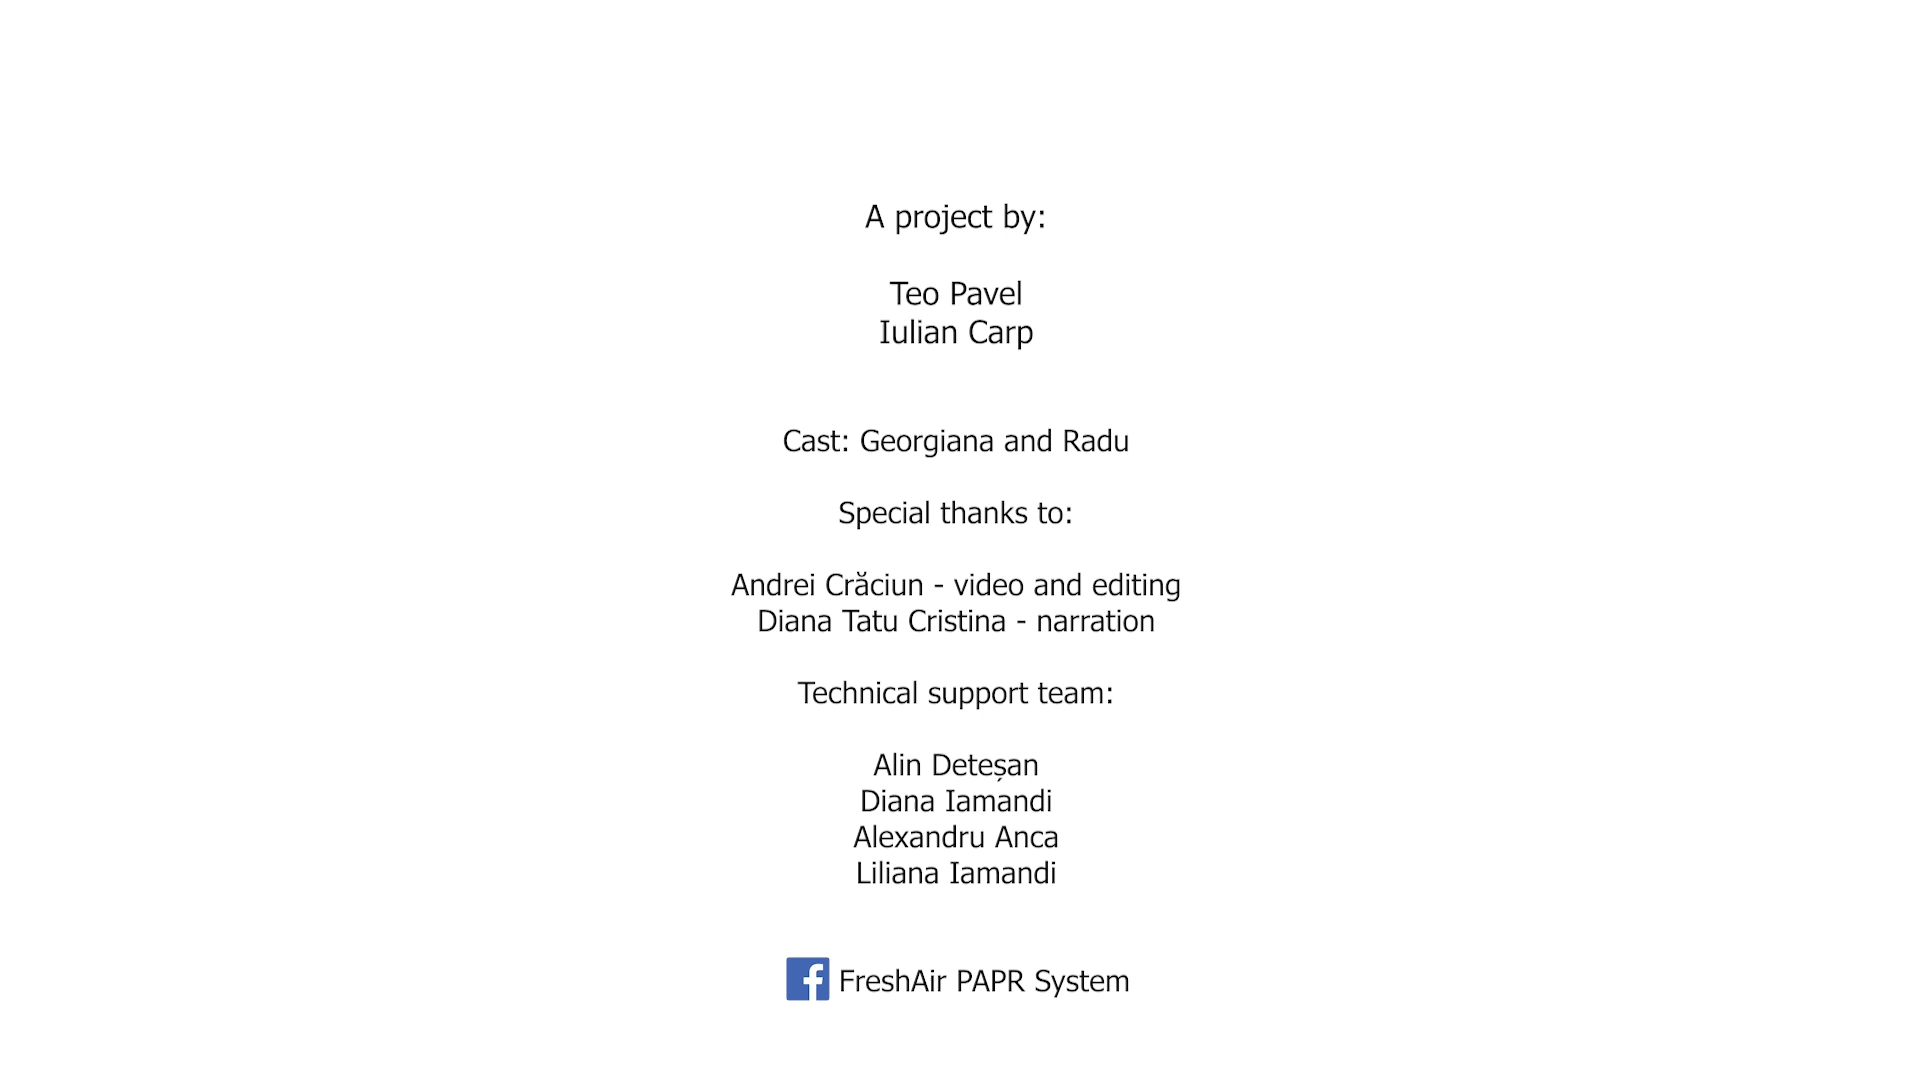 A project by:
Teo Pavel
Iulian Carp
Cast: Georgiana and Radu
Special thanks to:
Andrei Crăciun - video and editing
Diana Tatu Cristina - narration
Technical support team:
Alin Deteșan
Diana Iamandi
Alexandru Anca
Liliana Iamandi
FreshAir PAPR System